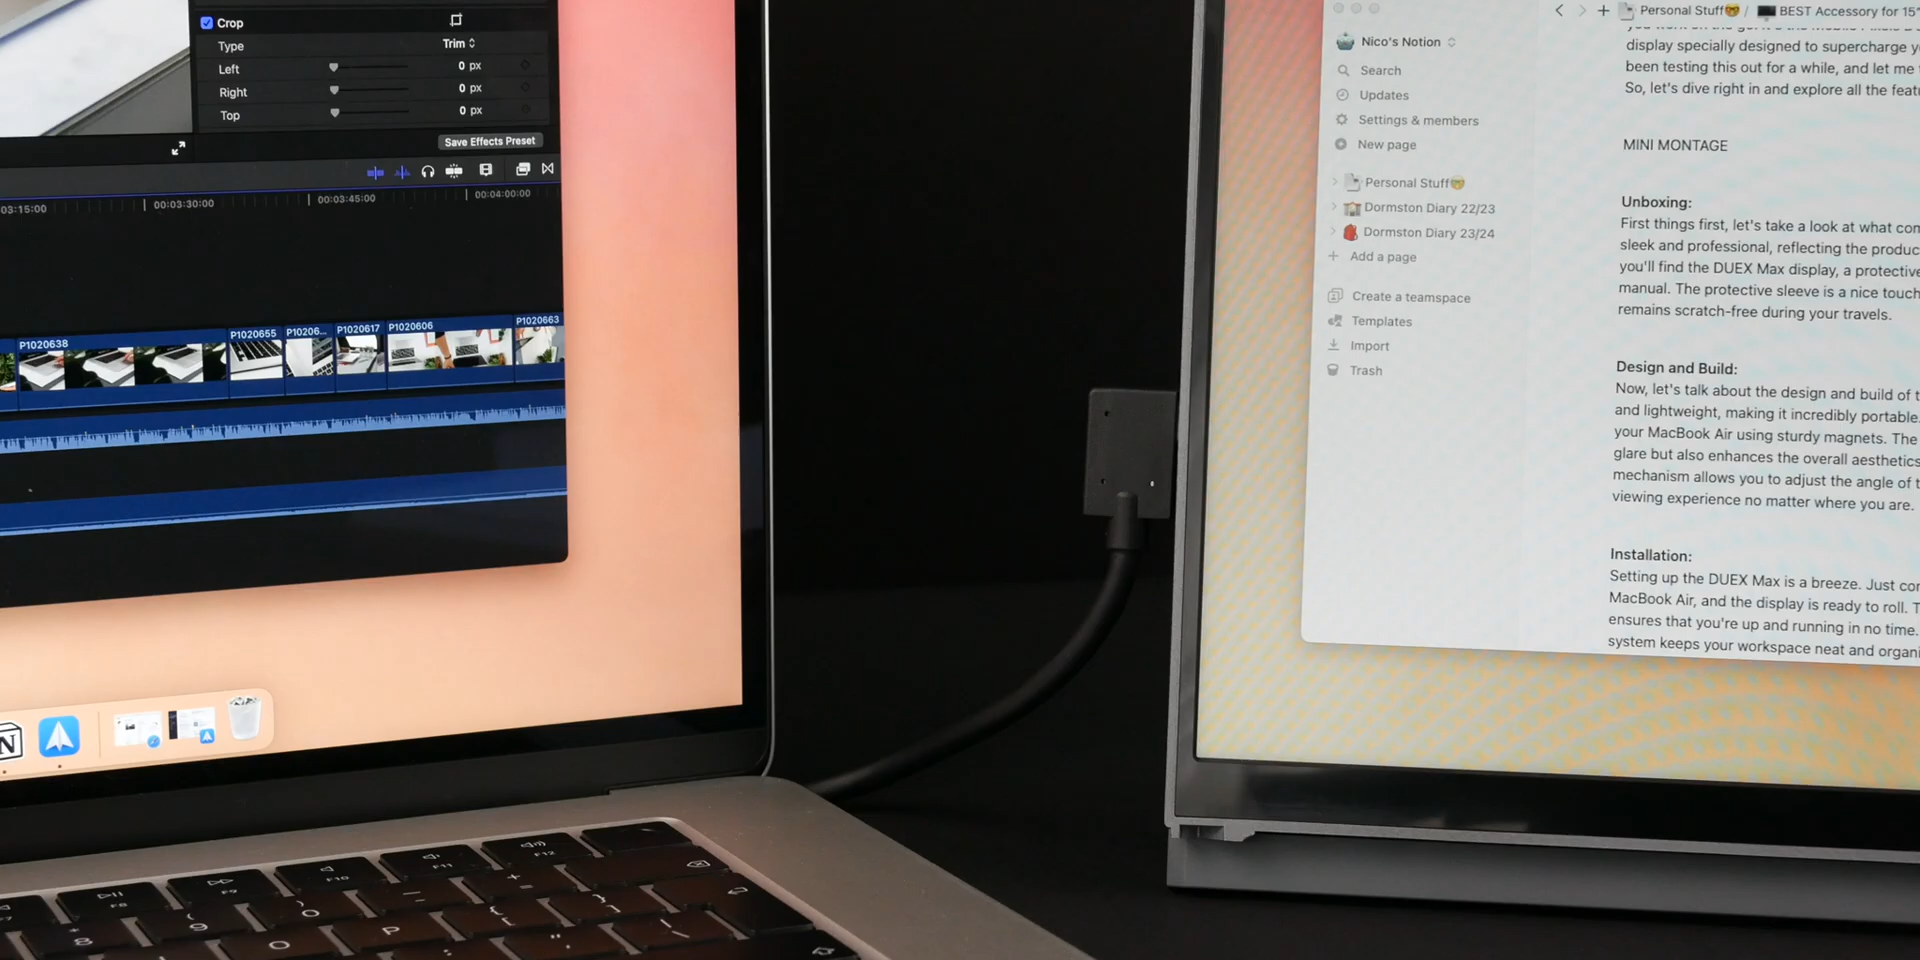 Crop
Type
Trim
Left
0 px
Right
0 px
Top
0 px
Save Effects Preset
03:15:00
00:03:30:00
00:03:45:00
00:04:00:00
P1020638
P1020655
P10206...
P1020617
P1020606
P1020663
N
F8
F9
F10
F11
F12
8
9
O
P
Personal Stuff🤓 / BEST Accessory for 15"
Nico's Notion
Search
Updates
Settings & members
New page
Personal Stuff🤓
Dormston Diary 22/23
Dormston Diary 23/24
Add a page
Create a teamspace
Templates
Import
Trash
display specially designed to supercharge
been testing this out for a while, and let me
So, let's dive right in and explore all the
MINI MONTAGE
Unboxing:
First things first, let's take a look at what
sleek and professional, reflecting the
you'll find the DUEX Max display, a protective
manual. The protective sleeve is a nice touch
remains scratch-free during your travels.
Design and Build:
Now, let's talk about the design and build of
and lightweight, making it incredibly portable.
your MacBook Air using sturdy magnets. The
glare but also enhances the overall aesthetics
mechanism allows you to adjust the angle of
viewing experience no matter where you are.
Installation:
Setting up the DUEX Max is a breeze. Just
MacBook Air, and the display is ready to roll.
ensures that you're up and running in no time.
system keeps your workspace neat and